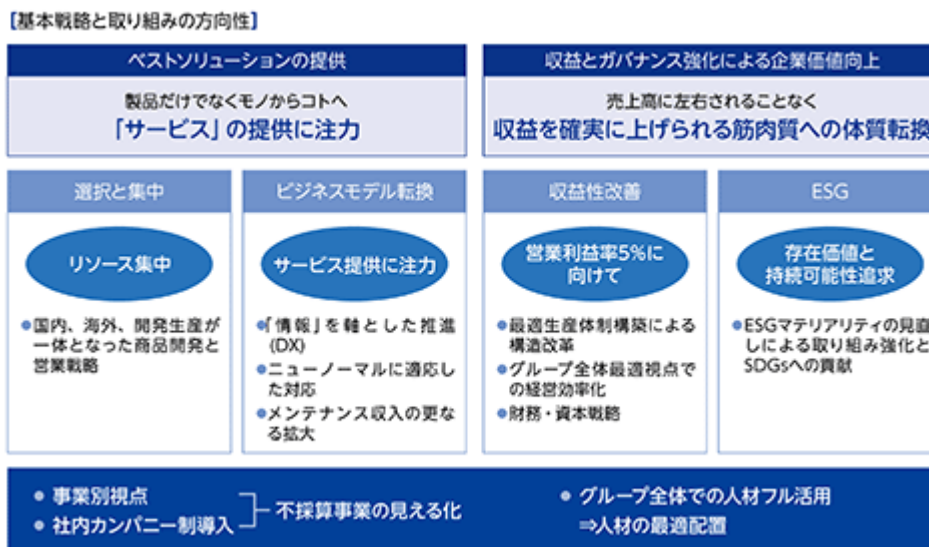 [基本戦略と取り組みの方向性]
ベストソリューションの提供
製品だけでなくモノからコトへ
「サービス」の提供に注力
収益とガバナンス強化による企業価値向上
売上高に左右されることなく
収益を確実に上げられる筋肉質への体質転換
選択と集中
リソース集中
●国内、海外、開発生産が
一体となった商品開発と
営業戦略
ビジネスモデル転換
サービス提供に注力
●「情報」を軸とした推進
(DX)
●ニューノーマルに適応し
た対応
●メンテナンス収入の更な
る拡大
収益性改善
営業利益率5%に
向けて
●最適生産体制構築による
構造改革
●グループ全体最適視点で
の経営効率化
●財務・資本戦略
ESG
存在価値と
持続可能性追求
●ESGマテリアリティの見直
しによる取り組み強化と
SDGsへの貢献
● 事業別視点
● 社内カンパニー制導入
不採算事業の見える化
● グループ全体での人材フル活用
⇒人材の最適配置